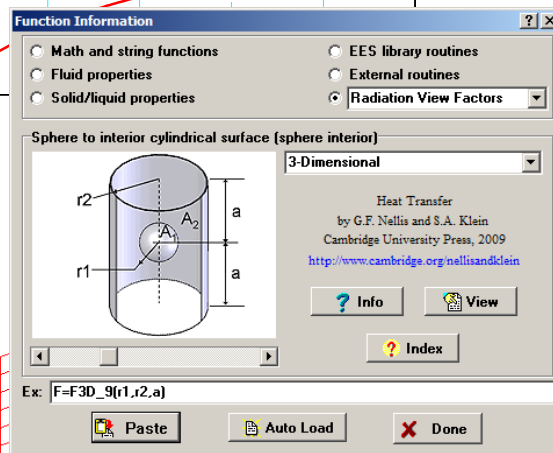 Function Information
Math and string functions
EES library routines
Fluid properties
External routines
Solid/liquid properties
Radiation View Factors
Sphere to interior cylindrical surface (sphere interior)
3-Dimensional
r2
A2
A1
a
r1
a
Heat Transfer
by G.F. Nellis and S.A. Klein
Cambridge University Press, 2009
http://www.cambridge.org/nellisandklein
? Info
View
? Index
Ex: F=F3D_9(r1,r2,a)
Paste
Auto Load
Done